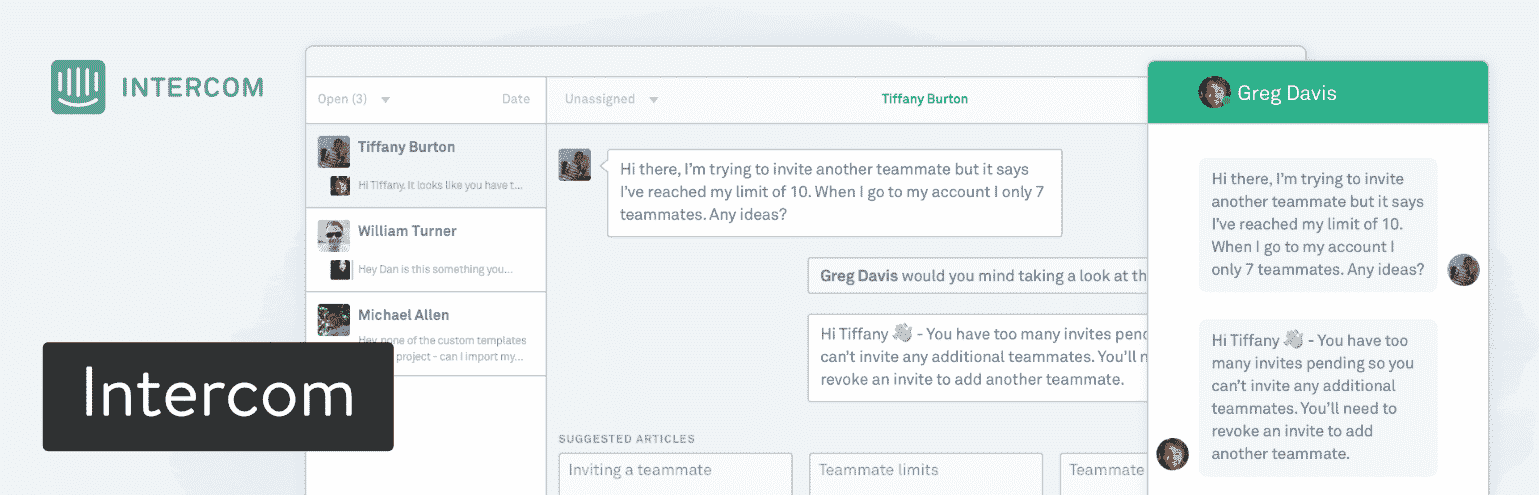 INTERCOM
Open (3)
Date
Unassigned
Tiffany Burton
Greg Davis
Tiffany Burton
Hi Tiffany. It looks like you have t...
William Turner
Hey Dan is this something you...
Michael Allen
Hey, none of the custom templates
project - can I import my...
Intercom
Hi there, I'm trying to invite another teammate but it says
I've reached my limit of 10. When I go to my account I only 7
teammates. Any ideas?
Greg Davis would you mind taking a look at th
Hi Tiffany 👋 - You have too many invites pend
can't invite any additional teammates. You'll n
revoke an invite to add another teammate.
SUGGESTED ARTICLES
Inviting a teammate
Teammate limits
Teammate
Hi there, I'm trying to invite
another teammate but it says
I've reached my limit of 10.
When I go to my account I
only 7 teammates. Any ideas?
Hi Tiffany 👋 - You have too
many invites pending so you
can't invite any additional
teammates. You'll need to
revoke an invite to add
another teammate.